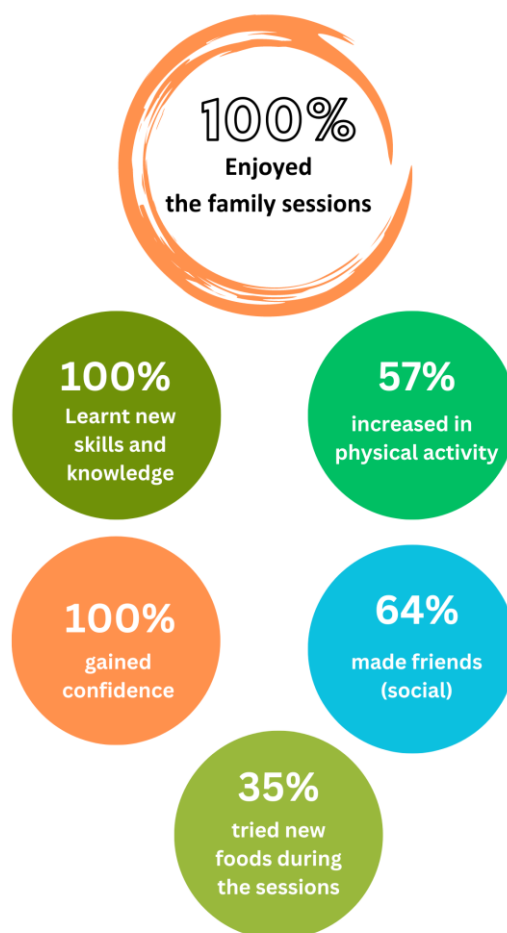 100%
Enjoyed
the family sessions
100%
Learnt new
skills and
knowledge
57%
increased in
physical activity
100%
gained
confidence
64%
made friends
(social)
35%
tried new
foods during
the sessions